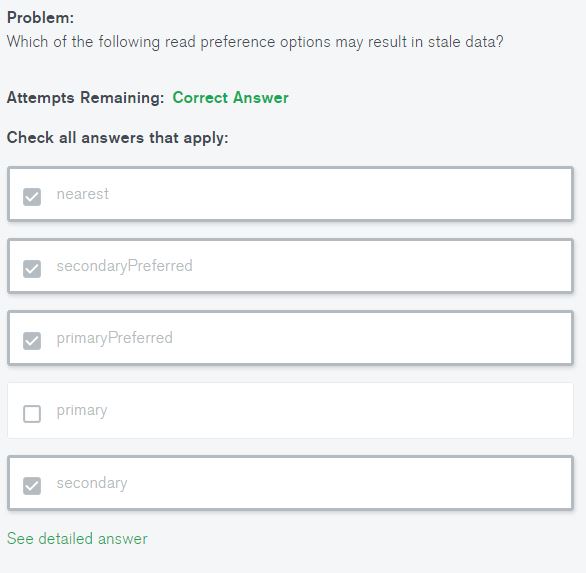 Problem:
Which of the following read preference options may result in stale data?
Attempts Remaining: Correct Answer
Check all answers that apply:
nearest
secondaryPreferred
primaryPreferred
primary
secondary
See detailed answer